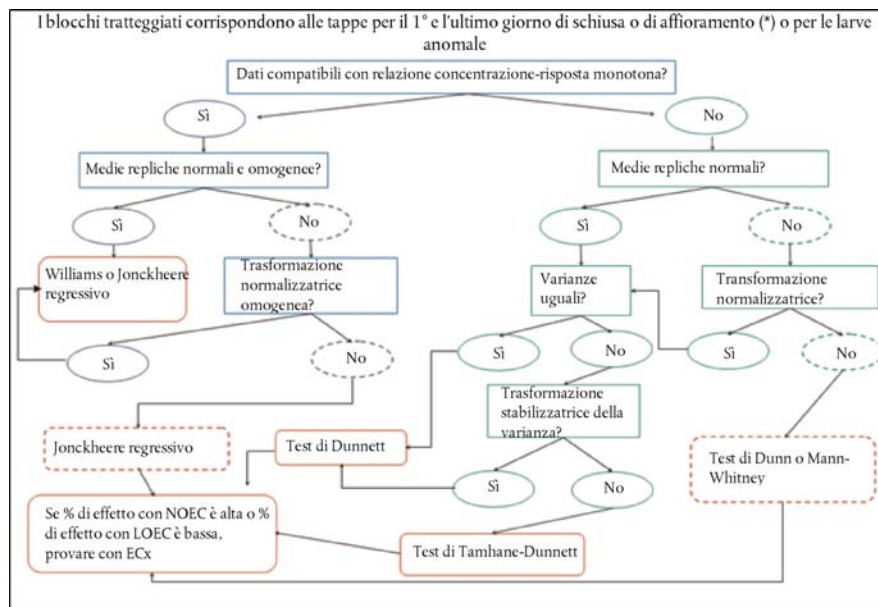 I blocchi tratteggiati corrispondono alle tappe per il 1° e l'ultimo giorno di schiusa o di affioramento (*) o per le larve
anomale
Dati compatibili con relazione concentrazione-risposta monotona?
Sì
No
Medie repliche normali e omogenee?
Medie repliche normali?
Sì
No
Sì
No
Williams o Jonckheere
regressivo
Trasformazione
normalizzatrice
omogenea?
Varianze
uguali?
Transformazione
normalizzatrice?
Sì
No
Sì
No
Sì
No
Trasformazione
stabilizzatrice della
varianza?
Jonckheere regressivo
Test di Dunnett
Test di Dunn o Mann-
Whitney
Sì
No
Se % di effetto con NOEC è alta o %
di effetto con LOEC è bassa,
provare con ECx
Test di Tamhane-Dunnett